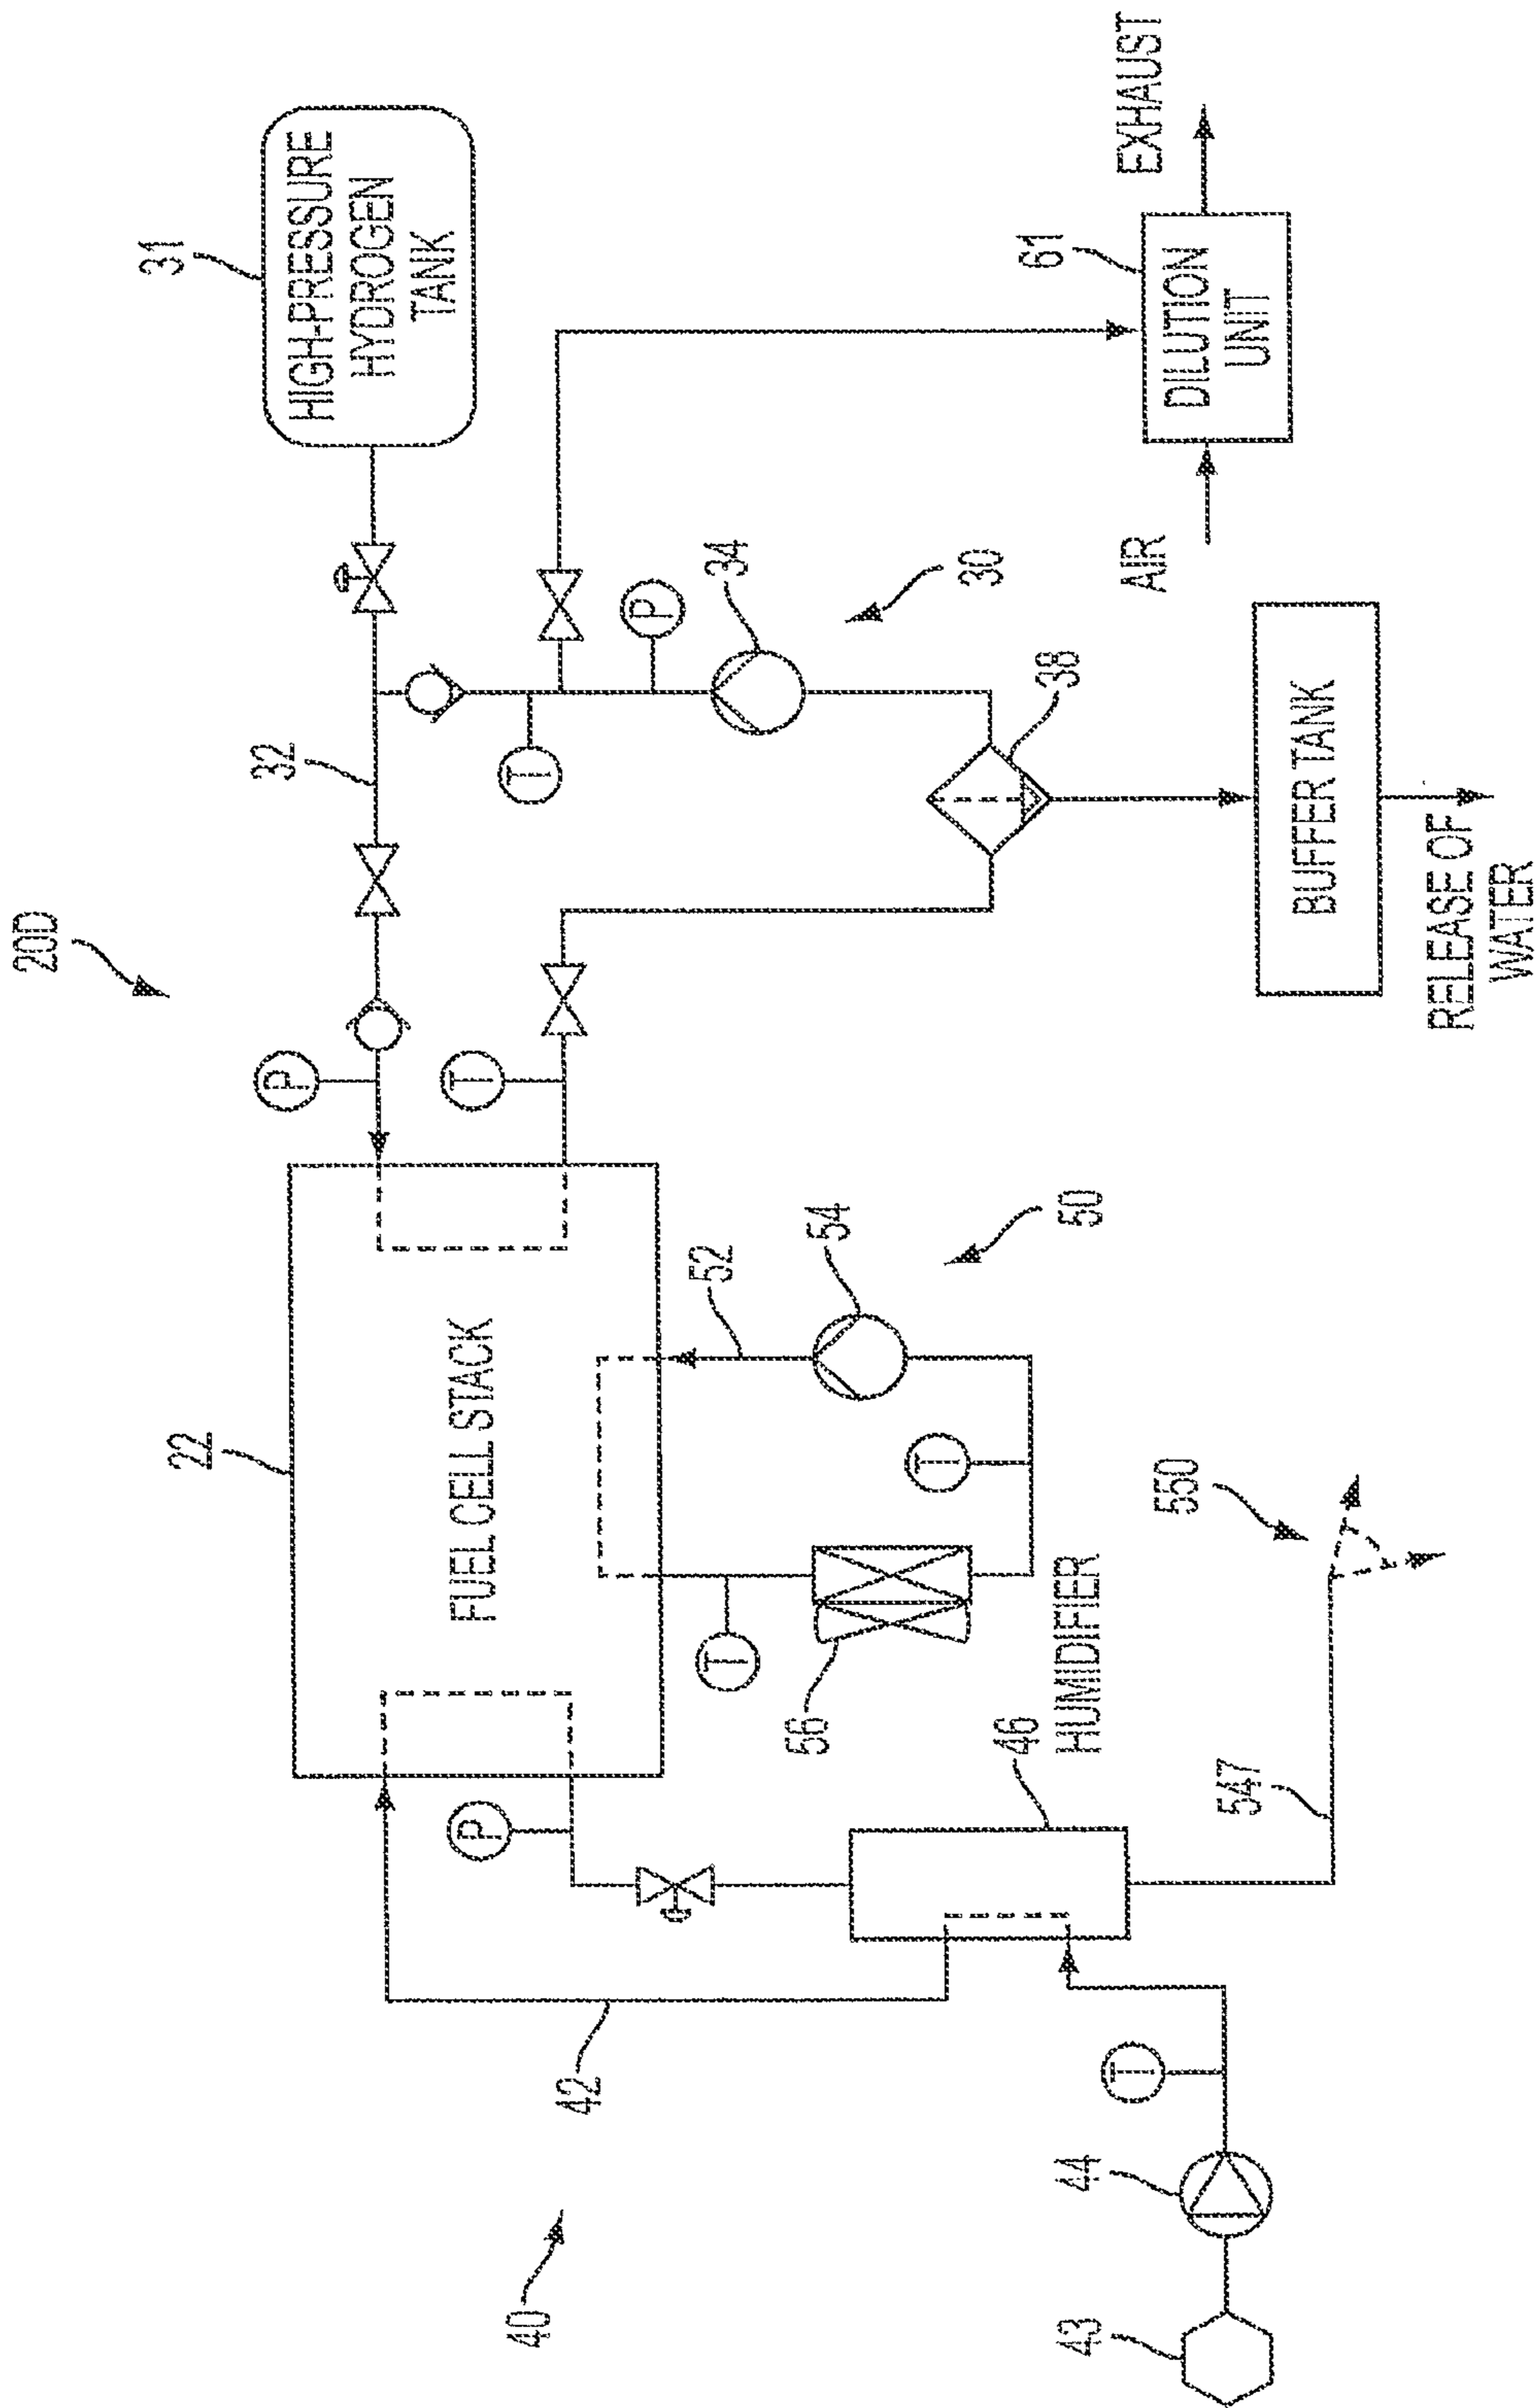 20D
22
FUEL CELL STACK
31
HIGH-PRESSURE
HYDROGEN
TANK
32
P
T
T
P
34
30
38
61
DILUTION
UNIT
AIR
EXHAUST
BUFFER TANK
RELEASE OF
WATER
52
54
50
T
T
56
P
46
HUMIDIFIER
42
40
43
44
T
547
550